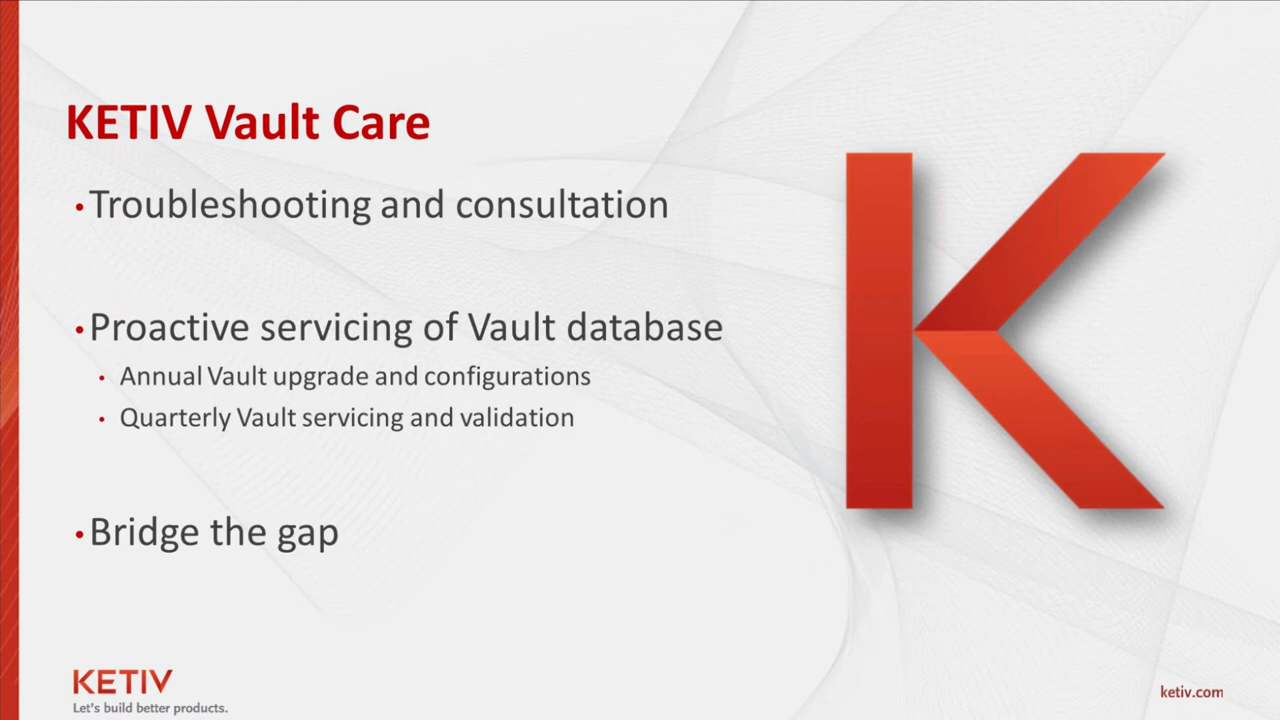 KETIV Vault Care
• Troubleshooting and consultation
• Proactive servicing of Vault database
• Annual Vault upgrade and configurations
• Quarterly Vault servicing and validation
• Bridge the gap
K
KETIV
Let's build better products.
ketiv.com